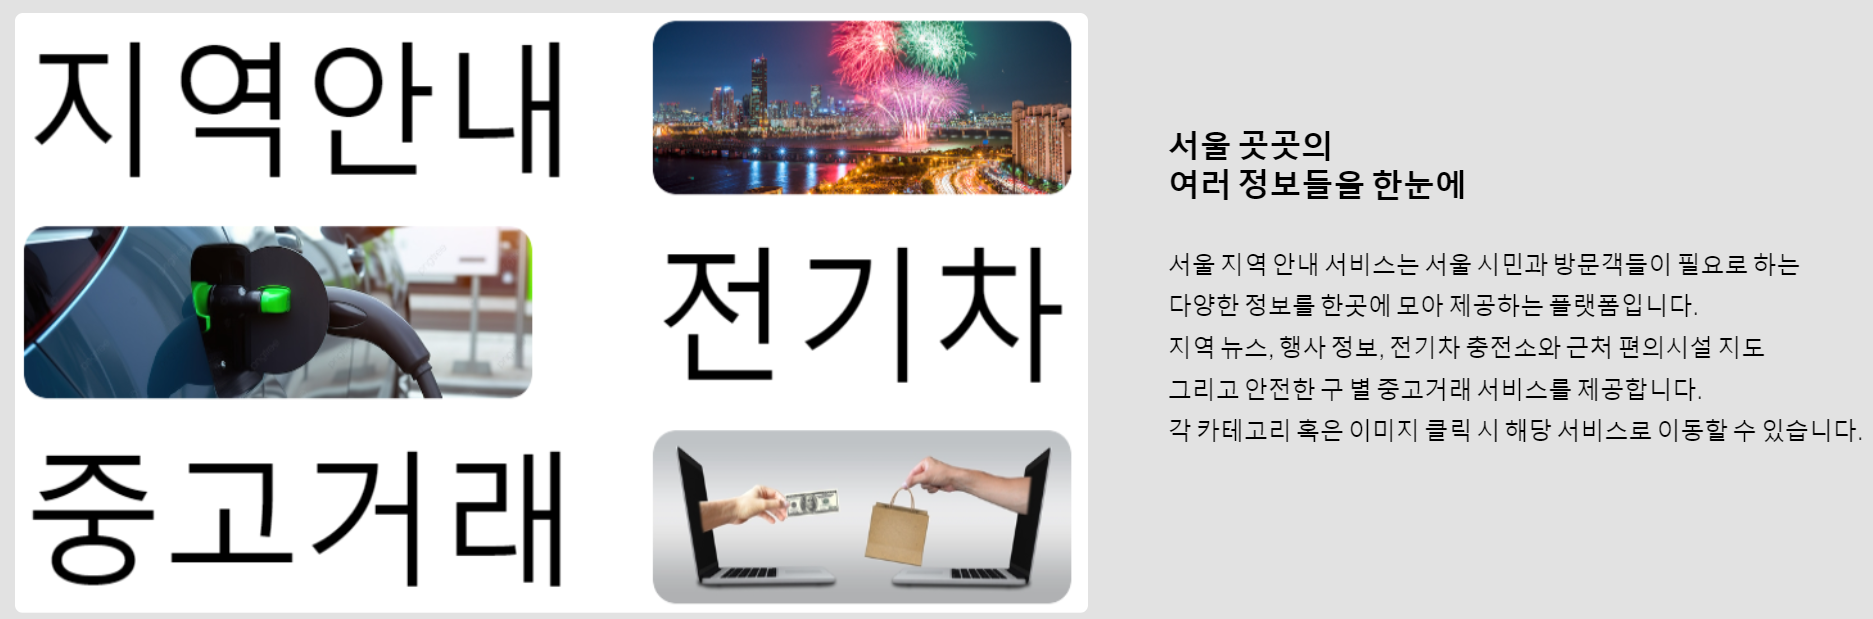 지역안내
전기차
중고거래
서울 곳곳의
여러 정보들을 한눈에
서울 지역 안내 서비스는 서울 시민과 방문객들이 필요로 하는
다양한 정보를 한곳에 모아 제공하는 플랫폼입니다.
지역 뉴스, 행사 정보, 전기차 충전소와 근처 편의시설 지도
그리고 안전한 구 별 중고거래 서비스를 제공합니다.
각 카테고리 혹은 이미지 클릭 시 해당 서비스로 이동할 수 있습니다.